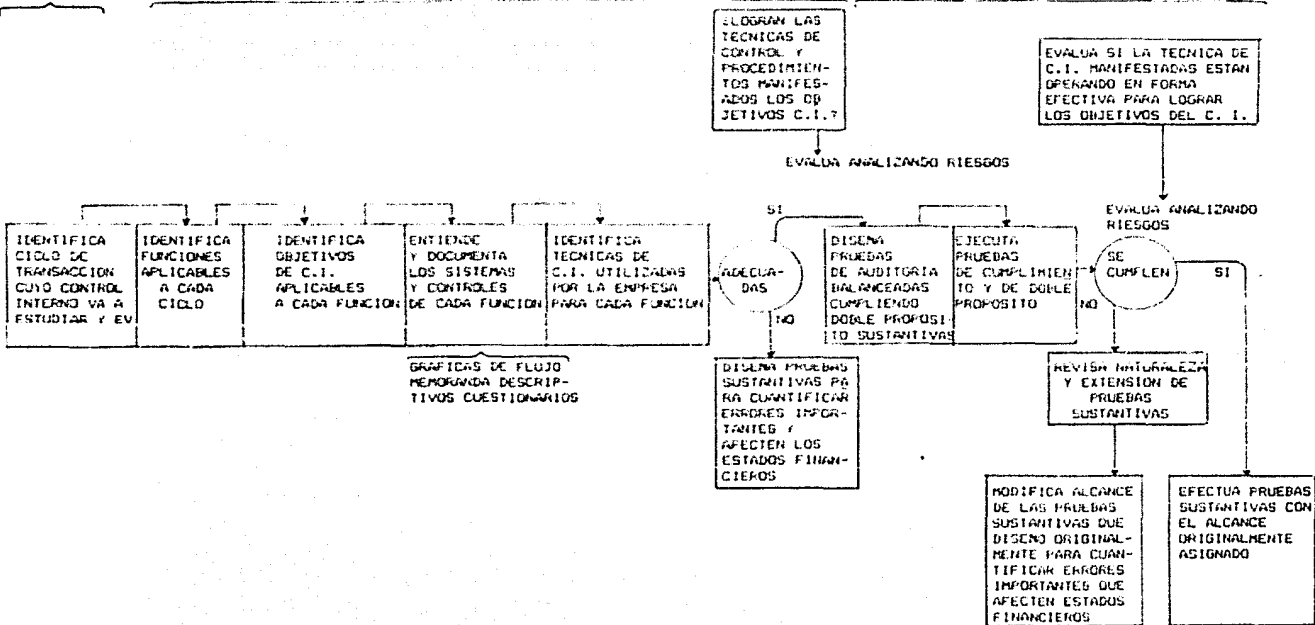 ¿LOGRAN LAS
TECNICAS DE
CONTROL Y
PROCEDIMIEN-
TOS MANIFES-
ADOS LOS OB
JETIVOS C.I.?
EVALUA ANALIZANDO RIESGOS
EVALUA SI LA TECNICA DE
C.I. MANIFESTADAS ESTAN
OPERANDO EN FORMA
EFECTIVA PARA LOGRAR
LOS OBJETIVOS DEL C. I.
EVALUA ANALIZANDO
RIESGOS
IDENTIFICA
CICLO DE
TRANSACCION
CUYO CONTROL
INTERNO VA A
ESTUDIAR Y EV
IDENTIFICA
FUNCIONES
APLICABLES
A CADA
CICLO
IDENTIFICA
OBJETIVOS
DE C.I.
APLICABLES
A CADA FUNCION
ENTIENDE
Y DOCUMENTA
LOS SISTEMAS
Y CONTROLES
DE CADA FUNCION
GRAFICAS DE FLUJO
MEMORANDA DESCRIP-
TIVOS CUESTIONARIOS
IDENTIFICA
TECNICAS DE
C.I. UTILIZADAS
POR LA EMPRESA
PARA CADA FUNCION
ADECUA-
DAS
SI
NO
DISENA PRUEBAS
SUSTANTIVAS PA
RA CUANTIFICAR
ERRORES IMPOR-
TANTES Y
AFECTEN LOS
ESTADOS FINAN-
CIEROS
DISENA
PRUEBAS
DE AUDITORIA
BALANCEADAS
CUMPLIENDO
DOBLE PROPOSI-
TO SUSTANTIVAS
EJECUTA
PRUEBAS
DE CUMPLIMIEN
TO Y DE DOBLE
PROPOSITO
SE
CUMPLEN
SI
NO
REVISA NATURALEZA
Y EXTENSION DE
PRUEBAS
SUSTANTIVAS
MODIFICA ALCANCE
DE LAS PRUEBAS
SUSTANTIVAS QUE
DISENO ORIGINAL-
MENTE PARA CUAN-
TIFICAR ERRORES
IMPORTANTES QUE
AFECTEN ESTADOS
FINANCIEROS
EFECTUA PRUEBAS
SUSTANTIVAS CON
EL ALCANCE
ORIGINALMENTE
ASIGNADO